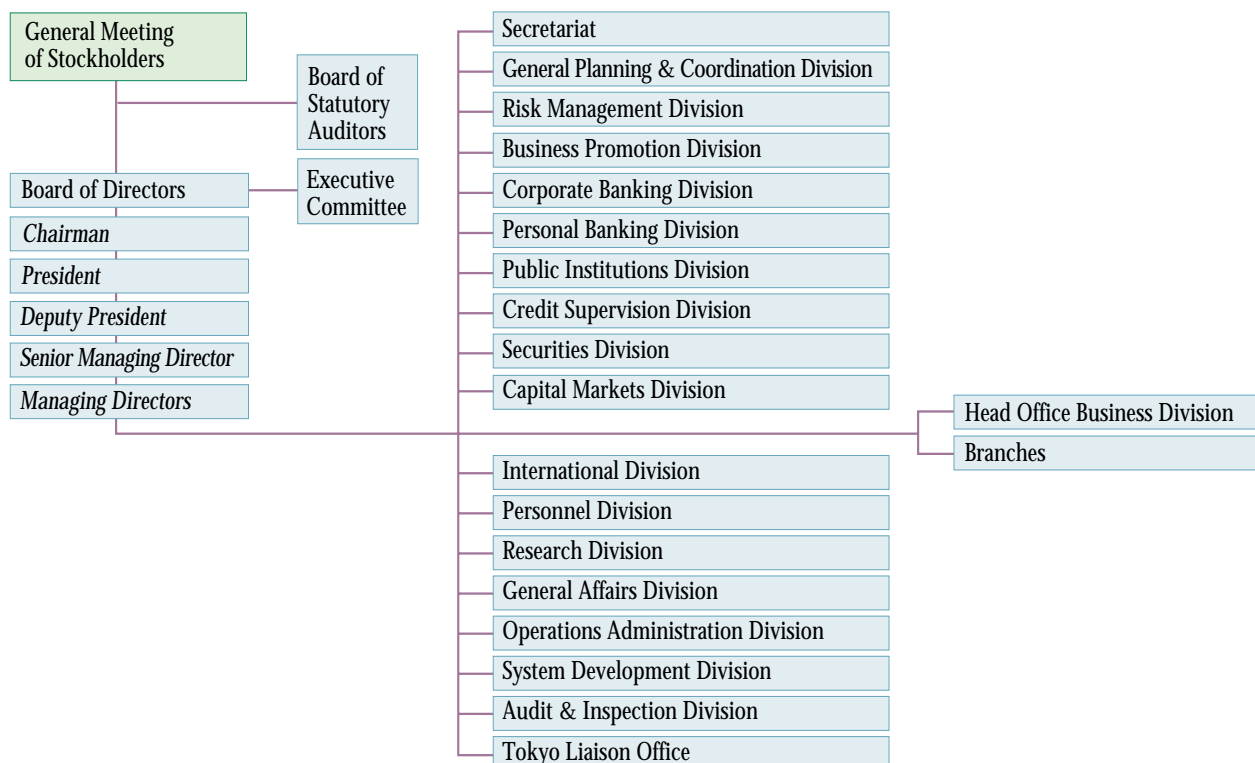 General Meeting
of Stockholders
Board of
Statutory
Auditors
Board of Directors
Executive
Committee
Chairman
President
Deputy President
Senior Managing Director
Managing Directors
Secretariat
General Planning & Coordination Division
Risk Management Division
Business Promotion Division
Corporate Banking Division
Personal Banking Division
Public Institutions Division
Credit Supervision Division
Securities Division
Capital Markets Division
International Division
Personnel Division
Research Division
General Affairs Division
Operations Administration Division
System Development Division
Audit & Inspection Division
Tokyo Liaison Office
Head Office Business Division
Branches